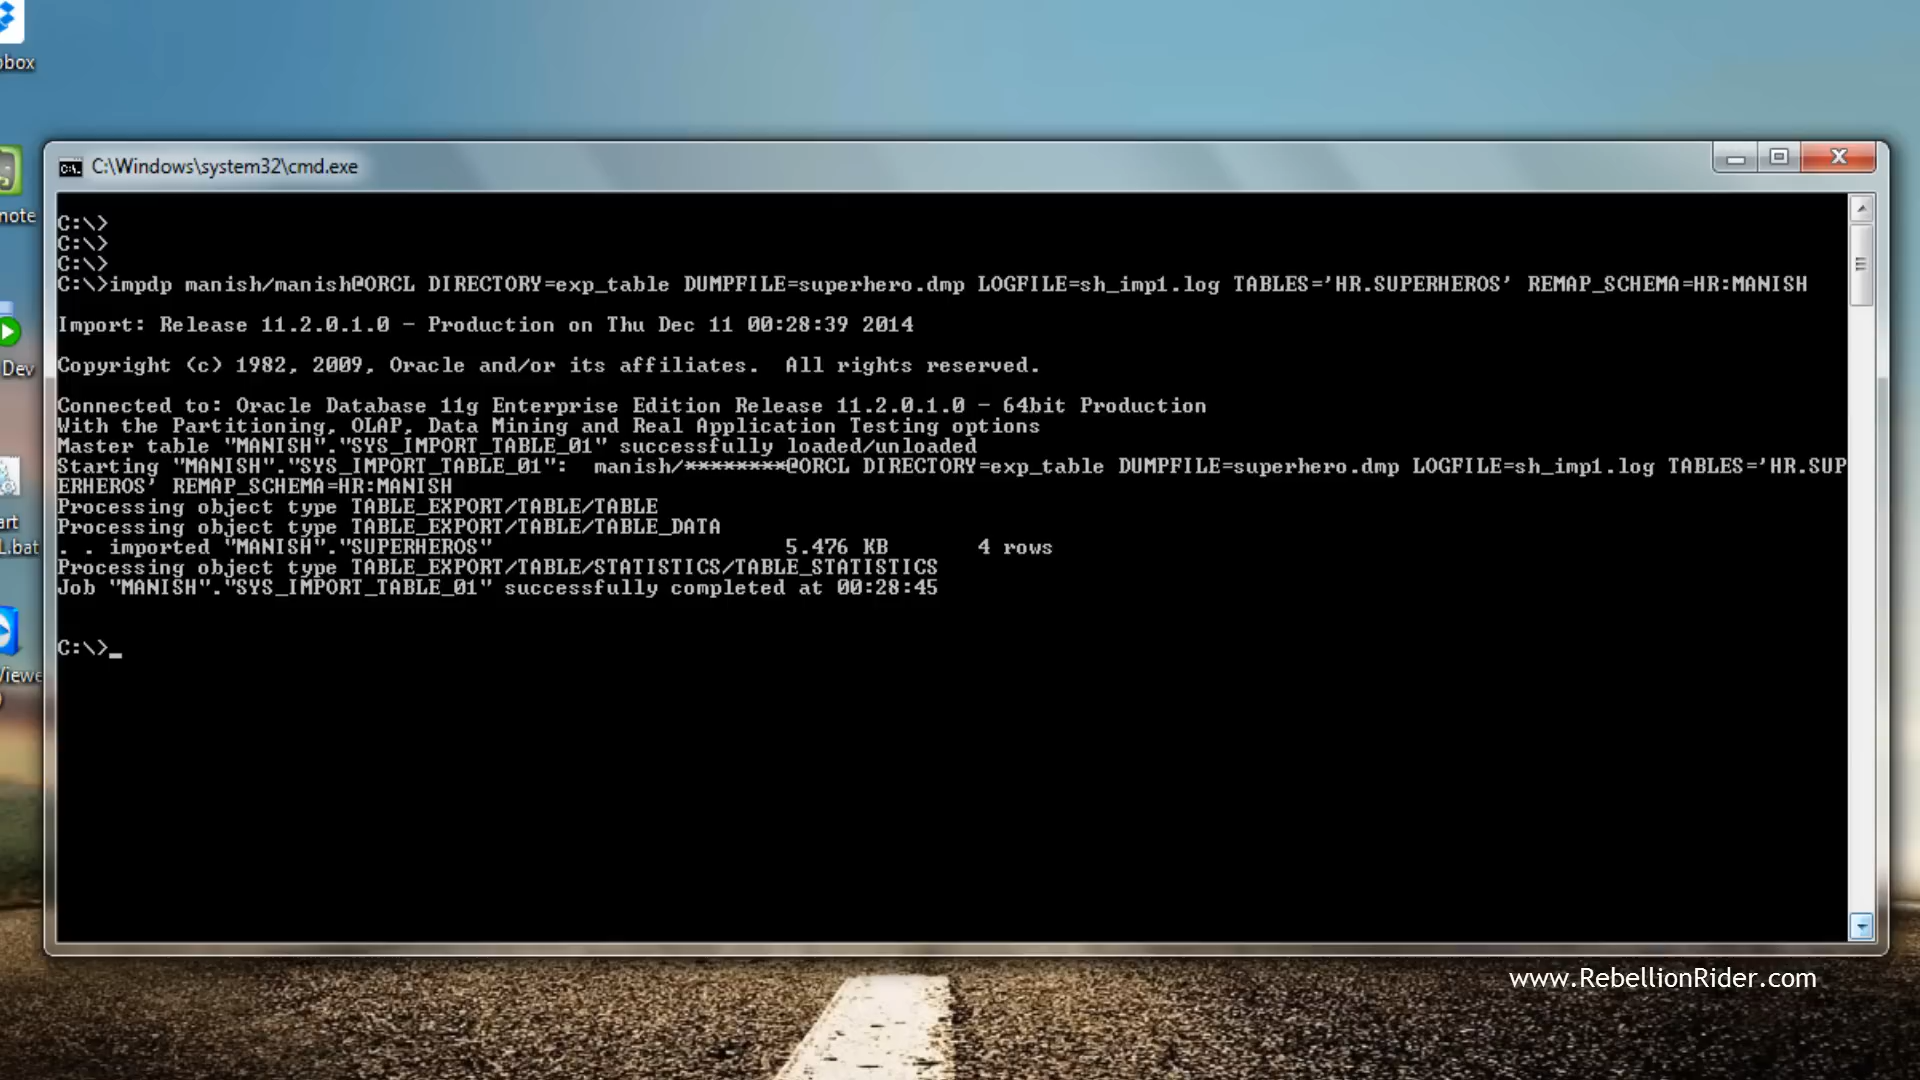 box
C:\Windows\system32\cmd.exe
note
Dev
art
L.bat
Viewe
C:\>
C:\>
C:\>
C:\>impdp manish/manish@ORCL DIRECTORY=exp_table DUMPFILE=superhero.dmp LOGFILE=sh_imp1.log TABLES='HR.SUPERHEROS' REMAP_SCHEMA=HR:MANISH
Import: Release 11.2.0.1.0 - Production on Thu Dec 11 00:28:39 2014
Copyright (c) 1982, 2009, Oracle and/or its affiliates.  All rights reserved.
Connected to: Oracle Database 11g Enterprise Edition Release 11.2.0.1.0 - 64bit Production
With the Partitioning, OLAP, Data Mining and Real Application Testing options
Master table "MANISH"."SYS_IMPORT_TABLE_01" successfully loaded/unloaded
Starting "MANISH"."SYS_IMPORT_TABLE_01":  manish/********@ORCL DIRECTORY=exp_table DUMPFILE=superhero.dmp LOGFILE=sh_imp1.log TABLES='HR.SUP
ERHEROS' REMAP_SCHEMA=HR:MANISH
Processing object type TABLE_EXPORT/TABLE/TABLE
Processing object type TABLE_EXPORT/TABLE/TABLE_DATA
. . imported "MANISH"."SUPERHEROS"                       5.476 KB       4 rows
Processing object type TABLE_EXPORT/TABLE/STATISTICS/TABLE_STATISTICS
Job "MANISH"."SYS_IMPORT_TABLE_01" successfully completed at 00:28:45
C:\>_
www.RebellionRider.com